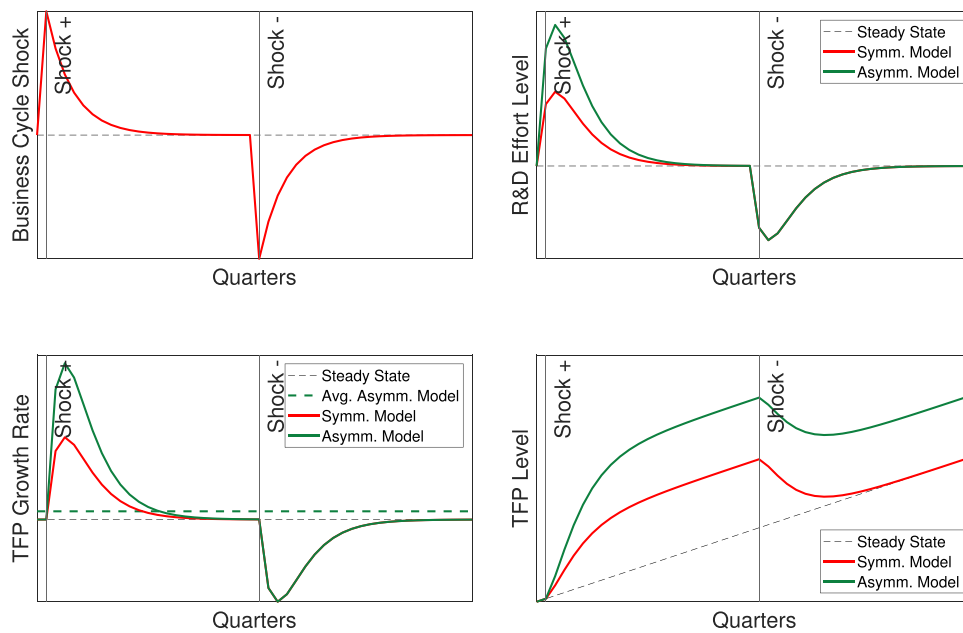 Business Cycle Shock
Shock +
Shock -
Quarters
R&D Effort Level
Shock +
Shock -
Steady State
Symm. Model
Asymm. Model
Quarters
TFP Growth Rate
Shock +
Shock -
Steady State
Avg. Asymm. Model
Symm. Model
Asymm. Model
Quarters
TFP Level
Shock +
Shock -
Steady State
Symm. Model
Asymm. Model
Quarters